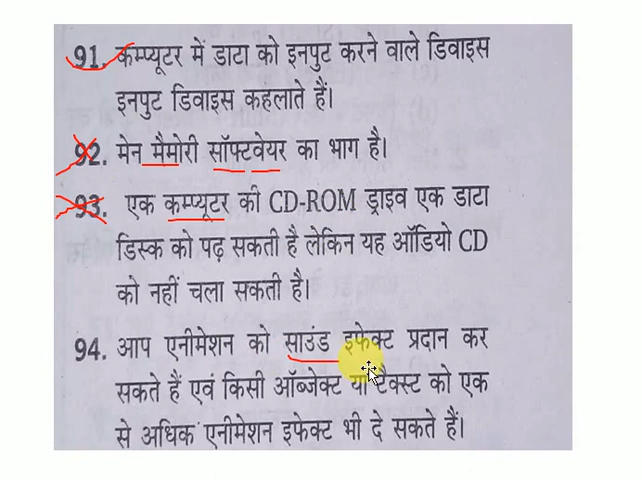 91. कम्प्यूटर में डाटा को इनपुट करने वाले डिवाइस
इनपुट डिवाइस कहलाते हैं।
92. मेन मैमोरी सॉफ्टवेयर का भाग है।
93. एक कम्प्यूटर की CD-ROM ड्राइव एक डाटा
डिस्क को पढ़ सकती है लेकिन यह ऑडियो CD
को नहीं चला सकती है।
94. आप एनीमेशन को साउंड इफेक्ट प्रदान कर
सकते हैं एवं किसी ऑब्जेक्ट या टैक्स्ट को एक
से अधिक एनीमेशन इफेक्ट भी दे सकते हैं।